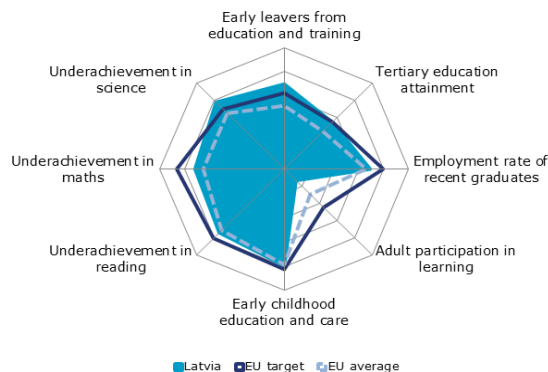 Early leavers from
education and training
Underachievement in
science
Tertiary education
attainment
Underachievement in
maths
Employment rate of
recent graduates
Underachievement in
reading
Adult participation in
learning
Early childhood
education and care
Latvia EU target EU average